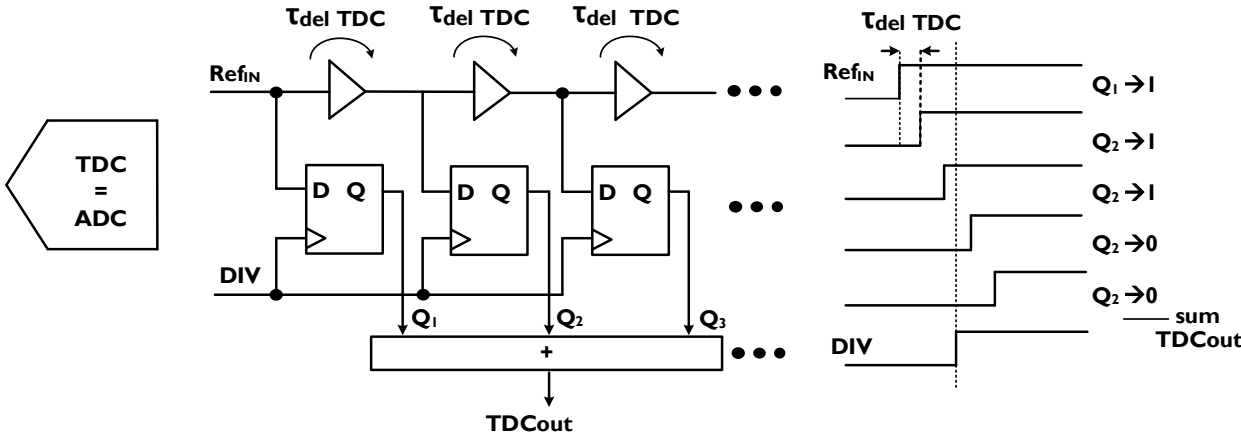 τdel TDC
τdel TDC
τdel TDC
RefIN
TDC
=
ADC
D Q
D Q
D Q
DIV
Q1
Q2
Q3
+
TDCout
τdel TDC
RefIN
Q1→1
Q2→1
Q2→1
Q2→0
Q2→0
sum
TDCout
DIV